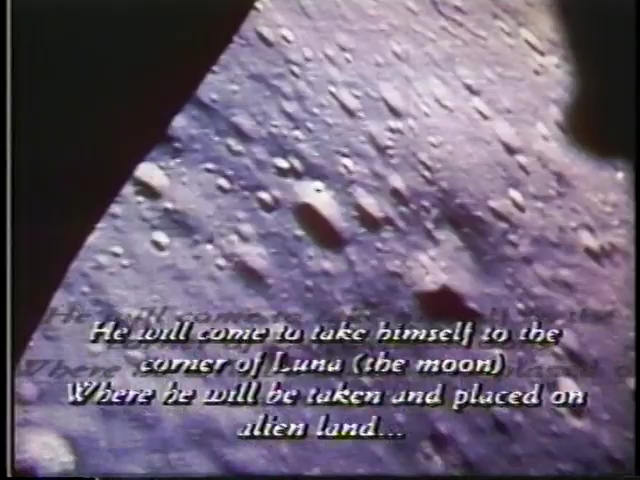 He will come to take himself to the
corner of Luna (the moon)
Where he will be taken and placed on
alien land...